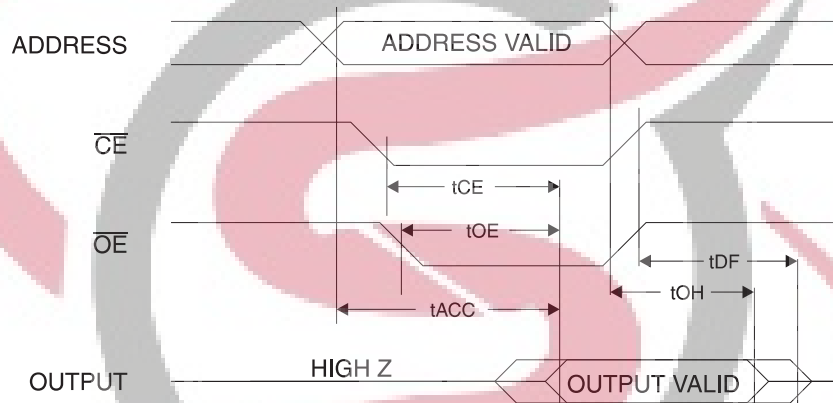 ADDRESS
ADDRESS VALID
CE
tCE
OE
tOE
tDF
tOH
tACC
HIGH Z
OUTPUT
OUTPUT VALID